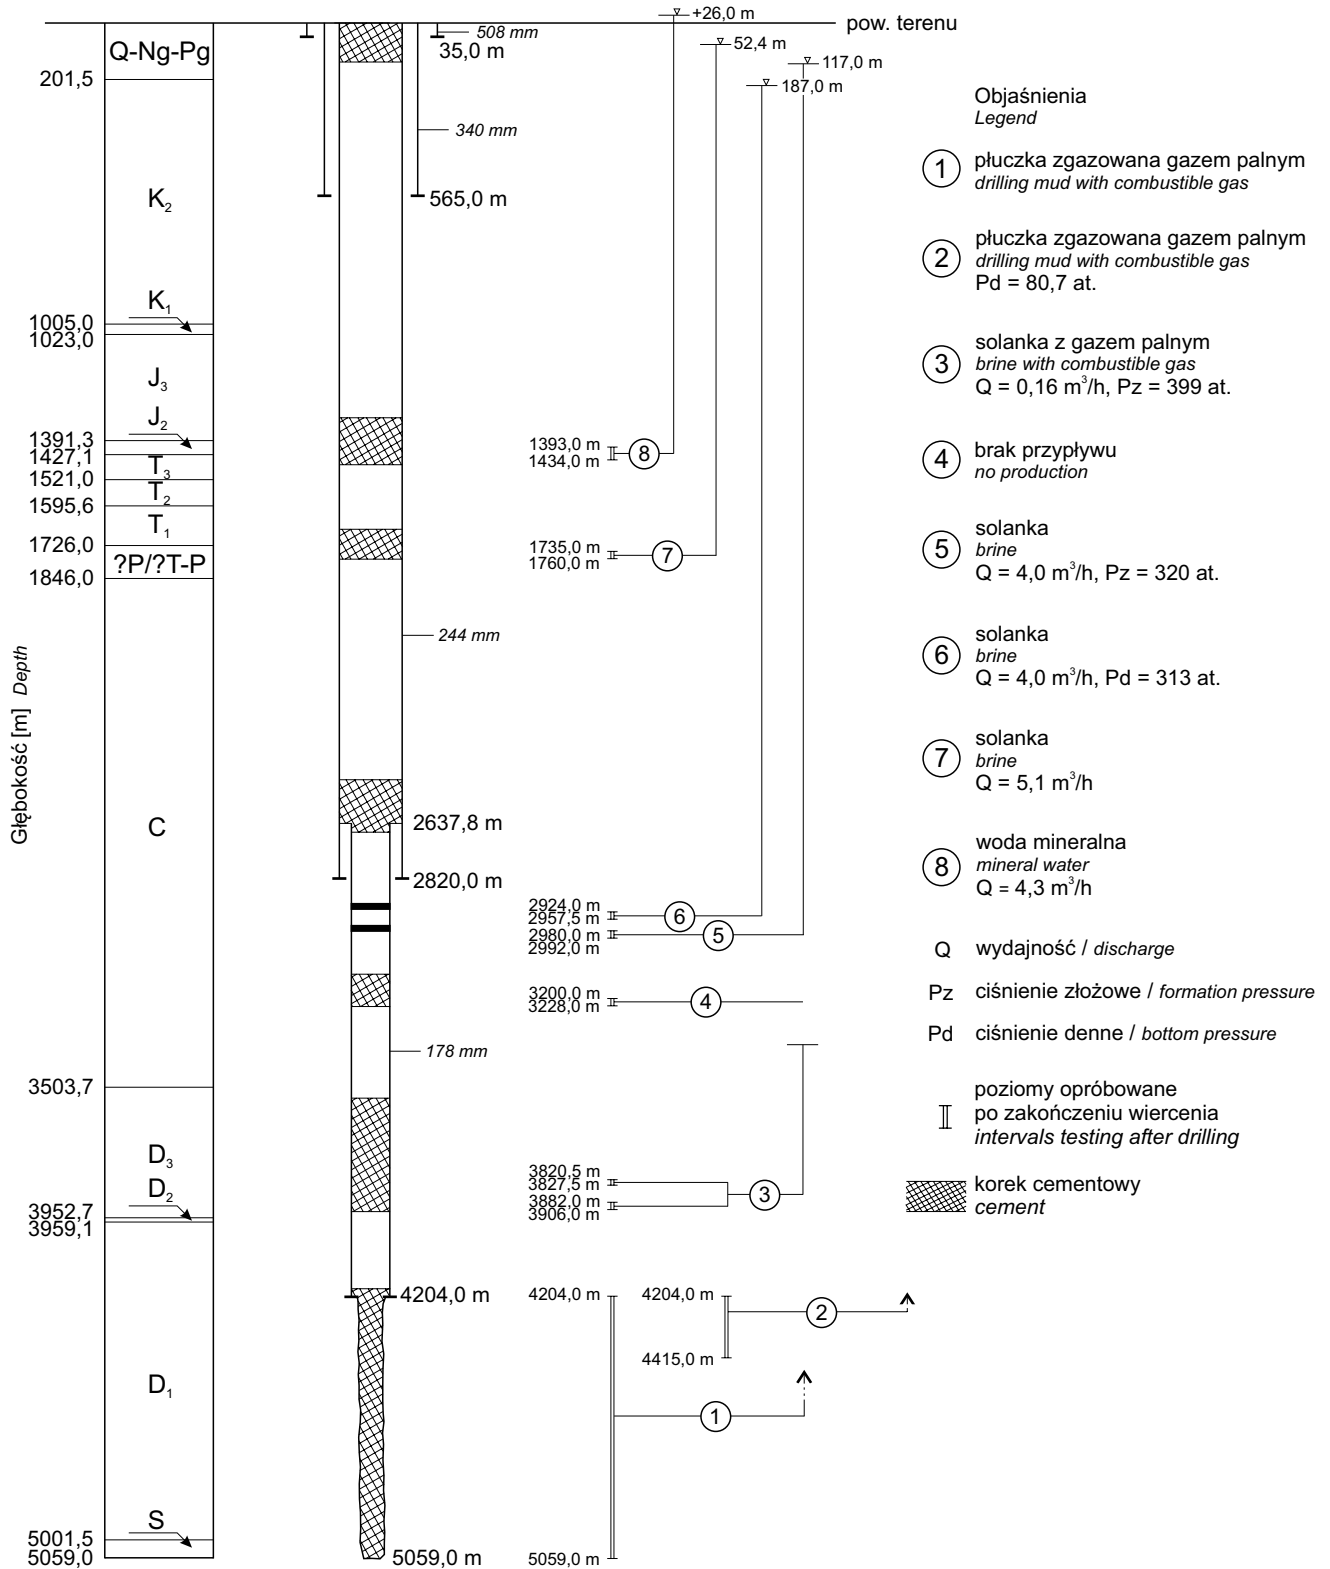 pow. terenu
+26,0 m
52,4 m
117,0 m
187,0 m
Głębokość [m] Depth
Q-Ng-Pg
201,5
K2
K1
1005,0
1023,0
J3
J2
1391,3
1427,1
T3
1521,0
T2
1595,6
T1
1726,0
?P/?T-P
1846,0
C
3503,7
D3
D2
3952,7
3959,1
D1
S
5001,5
5059,0
508 mm
35,0 m
340 mm
565,0 m
244 mm
2637,8 m
2820,0 m
178 mm
4204,0 m
5059,0 m
1393,0 m
1434,0 m
8
1735,0 m
1760,0 m
7
2924,0 m
2957,5 m
6
2980,0 m
2992,0 m
5
3200,0 m
3228,0 m
4
3820,5 m
3827,5 m
3882,0 m
3906,0 m
3
4204,0 m
4204,0 m
2
4415,0 m
1
5059,0 m
Objaśnienia
Legend
1
płuczka zgazowana gazem palnym
drilling mud with combustible gas
2
płuczka zgazowana gazem palnym
drilling mud with combustible gas
Pd = 80,7 at.
3
solanka z gazem palnym
brine with combustible gas
Q = 0,16 m³/h, Pz = 399 at.
4
brak przypływu
no production
5
solanka
brine
Q = 4,0 m³/h, Pz = 320 at.
6
solanka
brine
Q = 4,0 m³/h, Pd = 313 at.
7
solanka
brine
Q = 5,1 m³/h
8
woda mineralna
mineral water
Q = 4,3 m³/h
Q wydajność / discharge
Pz ciśnienie złożowe / formation pressure
Pd ciśnienie denne / bottom pressure
poziomy opróbowane
po zakończeniu wiercenia
intervals testing after drilling
korek cementowy
cement